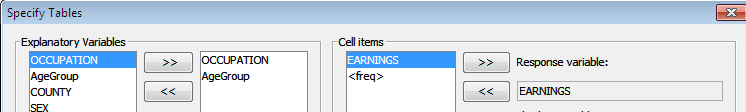 Specify Tables
Explanatory Variables
OCCUPATION
AgeGroup
COUNTY
SEX
>>
<<
OCCUPATION
AgeGroup
Cell items
EARNINGS
<freq>
>>
<<
Response variable:
EARNINGS